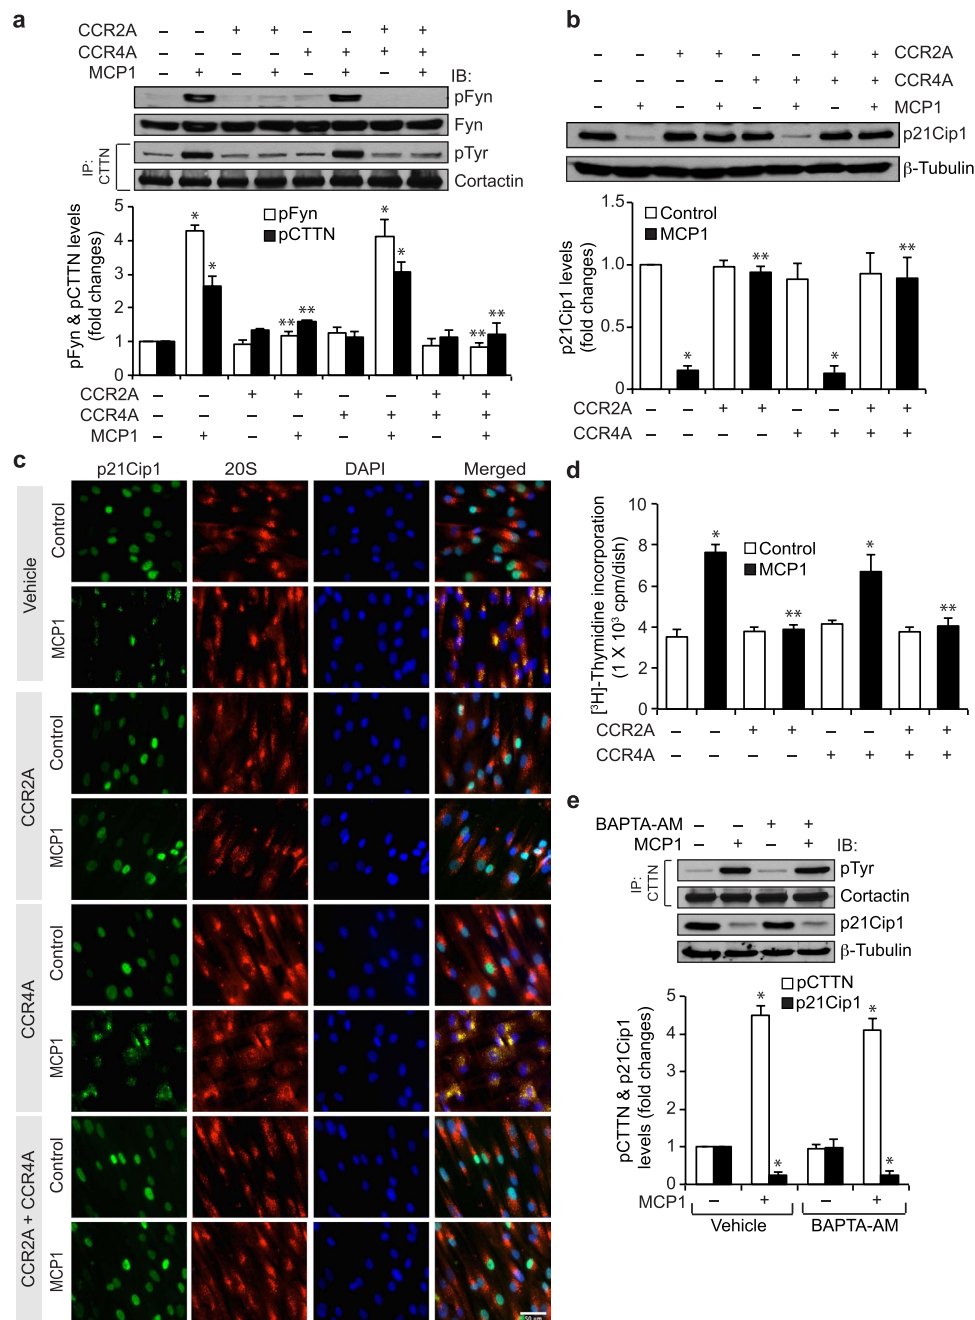 a
CCR2A – – + + – – + +
CCR4A – – – – + + + +
MCP1 – + – + – + – +
IB:
pFyn
Fyn
IP: CTTN
pTyr
Cortactin
pFyn & pCTTN levels
(fold changes)
5
4
3
2
1
0
pFyn
pCTTN
* * ** ** * * ** **
CCR2A – – + + – – + +
CCR4A – – – – + + + +
MCP1 – + – + – + – +
b
– – + + – – + + CCR2A
– – – – + + + + CCR4A
– + – + – + – + MCP1
p21Cip1
β-Tubulin
p21Cip1 levels
(fold changes)
1.5
1.0
0.5
0
Control
MCP1
* ** * **
CCR2A – – + + – – + +
CCR4A – – – – + + + +
c
p21Cip1 20S DAPI Merged
Vehicle
Control
MCP1
CCR2A
Control
MCP1
CCR4A
Control
MCP1
CCR2A + CCR4A
Control
MCP1
50 µm
d
[³H]-Thymidine incorporation
(1 X 10³ cpm/dish)
10
8
6
4
2
0
Control
MCP1
* ** * **
CCR2A – – + + – – + +
CCR4A – – – – + + + +
e
BAPTA-AM – – + +
MCP1 – + – + IB:
IP: CTTN
pTyr
Cortactin
p21Cip1
β-Tubulin
pCTTN & p21Cip1
levels (fold changes)
5
4
3
2
1
0
pCTTN
p21Cip1
* * * *
MCP1 – + – +
Vehicle BAPTA-AM